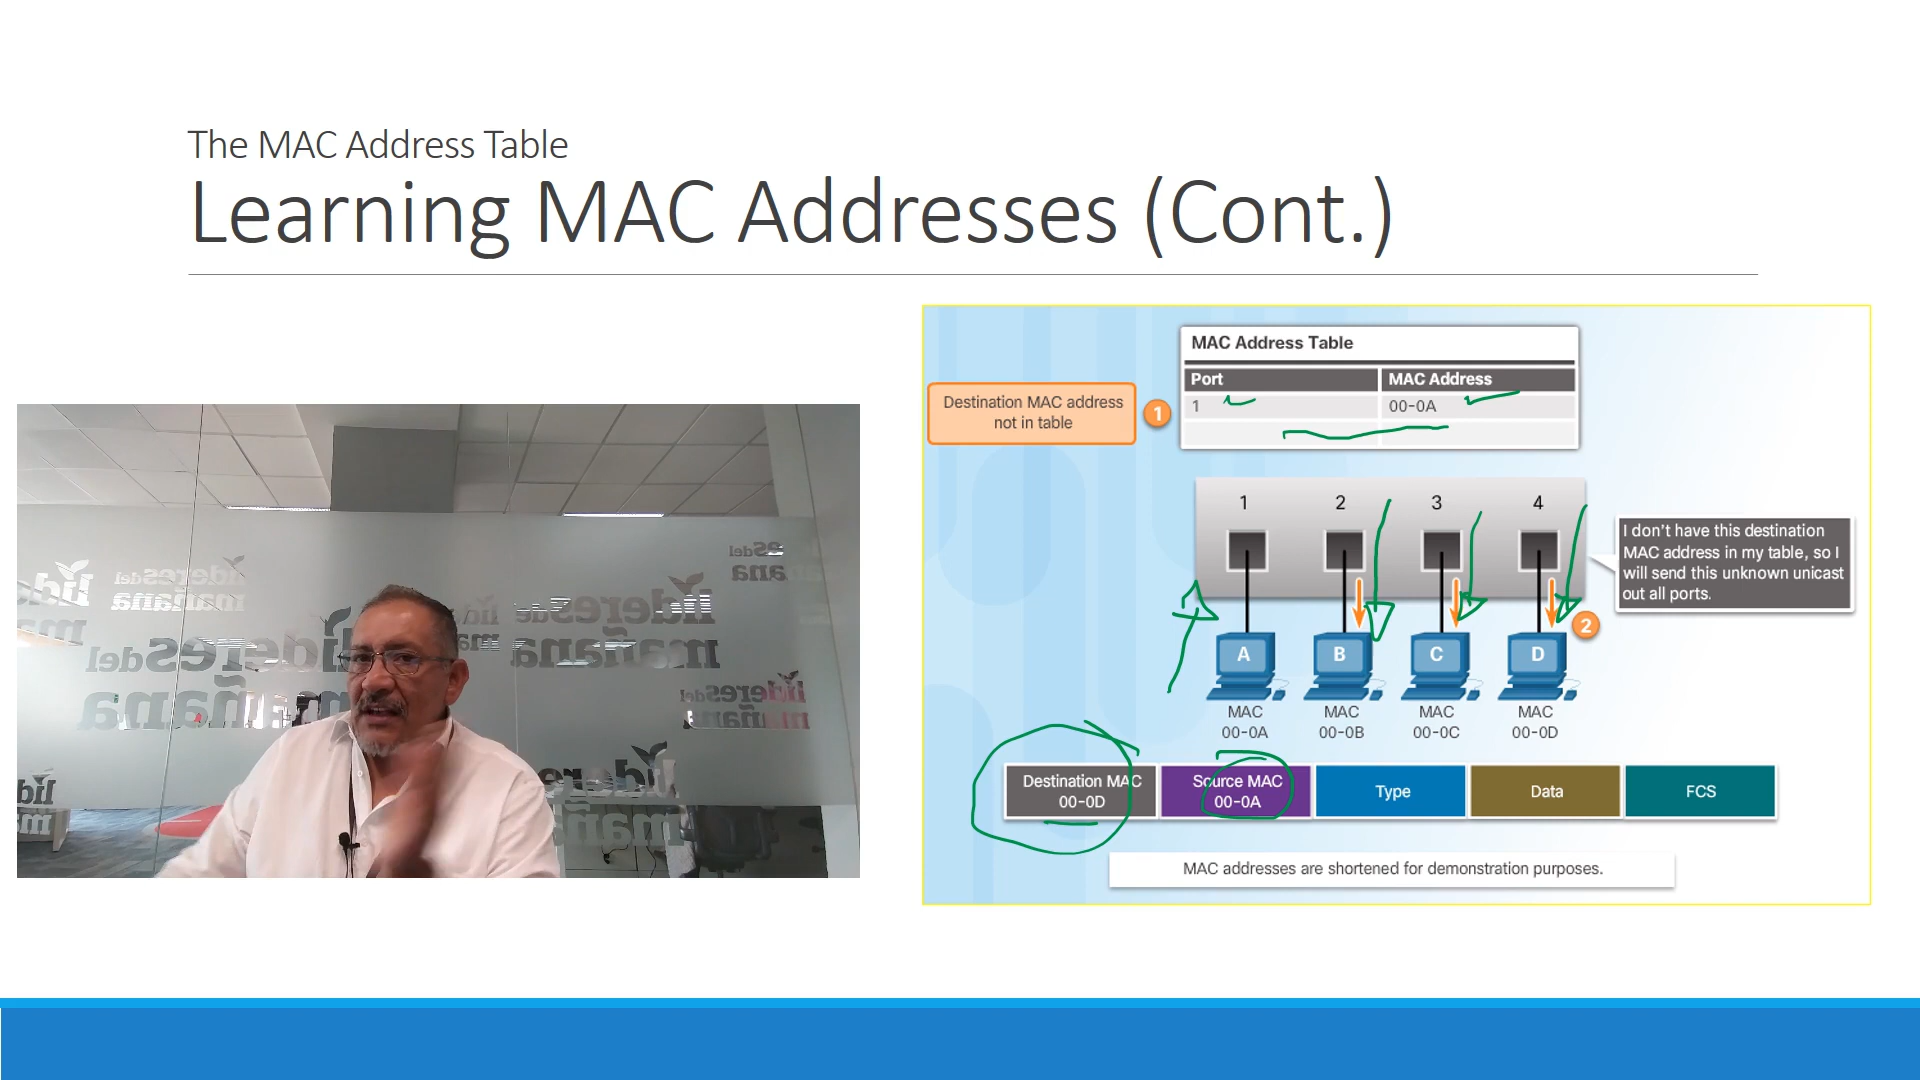 The MAC Address Table
Learning MAC Addresses (Cont.)
MAC Address Table
Port MAC Address
1 00-0A
Destination MAC address
not in table
1
1 2 3 4
I don't have this destination
MAC address in my table, so I
will send this unknown unicast
out all ports.
2
A B C D
MAC MAC MAC MAC
00-0A 00-0B 00-0C 00-0D
Destination MAC
00-0D
Source MAC
00-0A
Type
Data
FCS
MAC addresses are shortened for demonstration purposes.
líderesdel
mañana